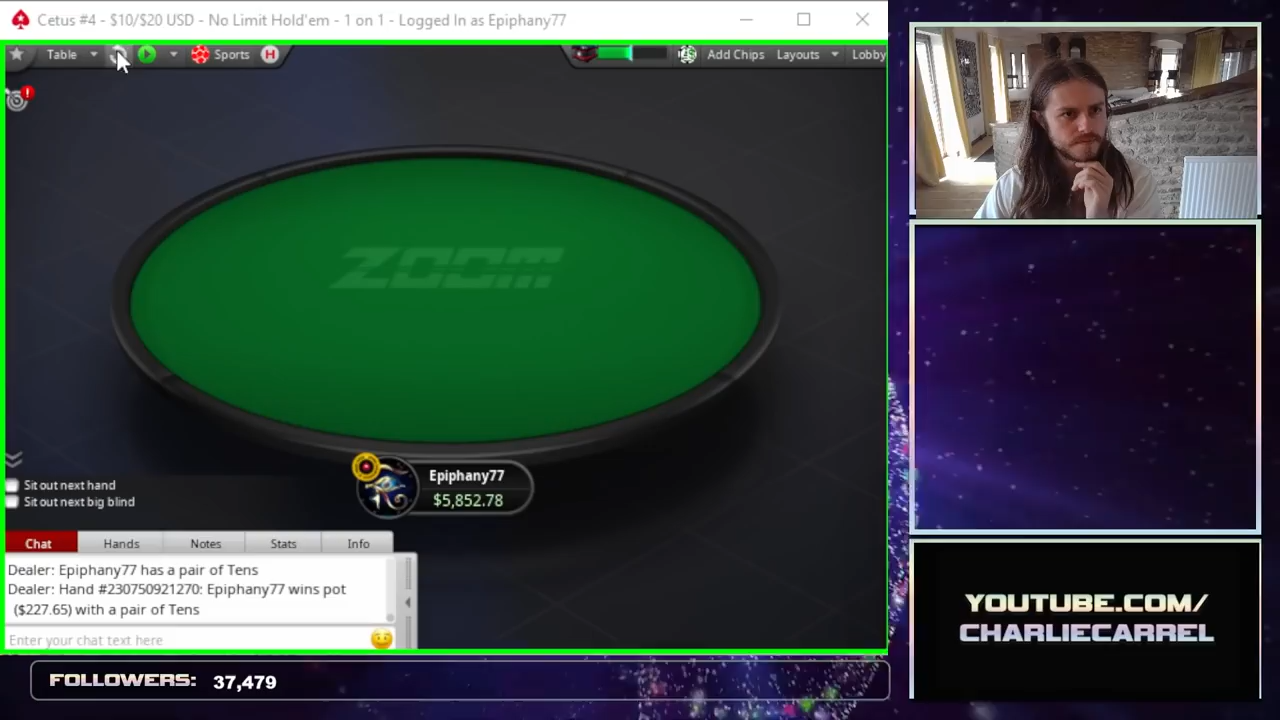 Cetus #4 - $10/$20 USD - No Limit Hold'em - 1 on 1 - Logged In as Epiphany77
Table
Sports
H
Add Chips
Layouts
Lobby
ZOOM
Epiphany77
$5,852.78
Sit out next hand
Sit out next big blind
Chat
Hands
Notes
Stats
Info
Dealer: Epiphany77 has a pair of Tens
Dealer: Hand #230750921270: Epiphany77 wins pot
($227.65) with a pair of Tens
Enter your chat text here
YOUTUBE.COM/
CHARLIECARREL
FOLLOWERS: 37,479